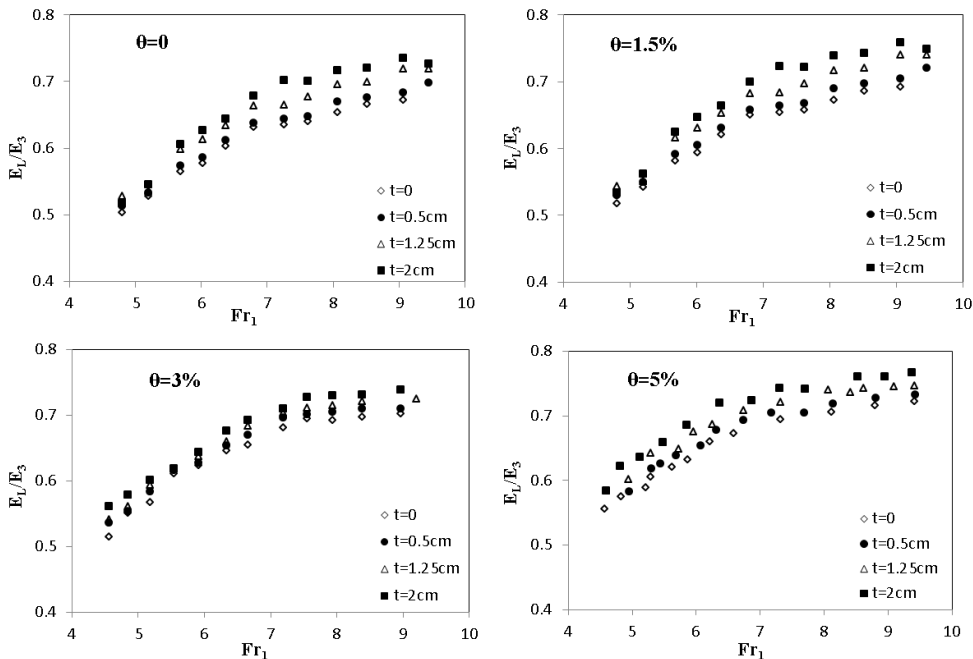 θ=0
E_L/E_3
0.8
0.7
0.6
0.5
0.4
4 5 6 7 8 9 10
Fr_1
t=0
t=0.5cm
t=1.25cm
t=2cm
θ=1.5%
E_L/E_3
0.8
0.7
0.6
0.5
0.4
4 5 6 7 8 9 10
Fr_1
t=0
t=0.5cm
t=1.25cm
t=2cm
θ=3%
E_L/E_3
0.8
0.7
0.6
0.5
0.4
4 5 6 7 8 9 10
Fr_1
t=0
t=0.5cm
t=1.25cm
t=2cm
θ=5%
E_L/E_3
0.8
0.7
0.6
0.5
0.4
4 5 6 7 8 9 10
Fr_1
t=0
t=0.5cm
t=1.25cm
t=2cm